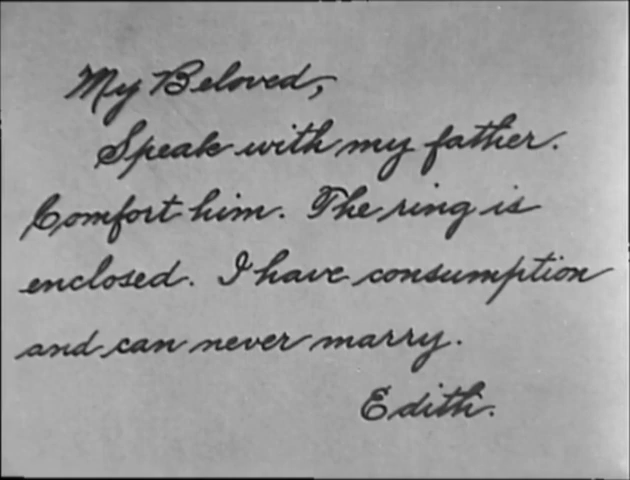 My Beloved,
Speak with my father.
Comfort him. The ring is
enclosed. I have consumption
and can never marry.
Edith.